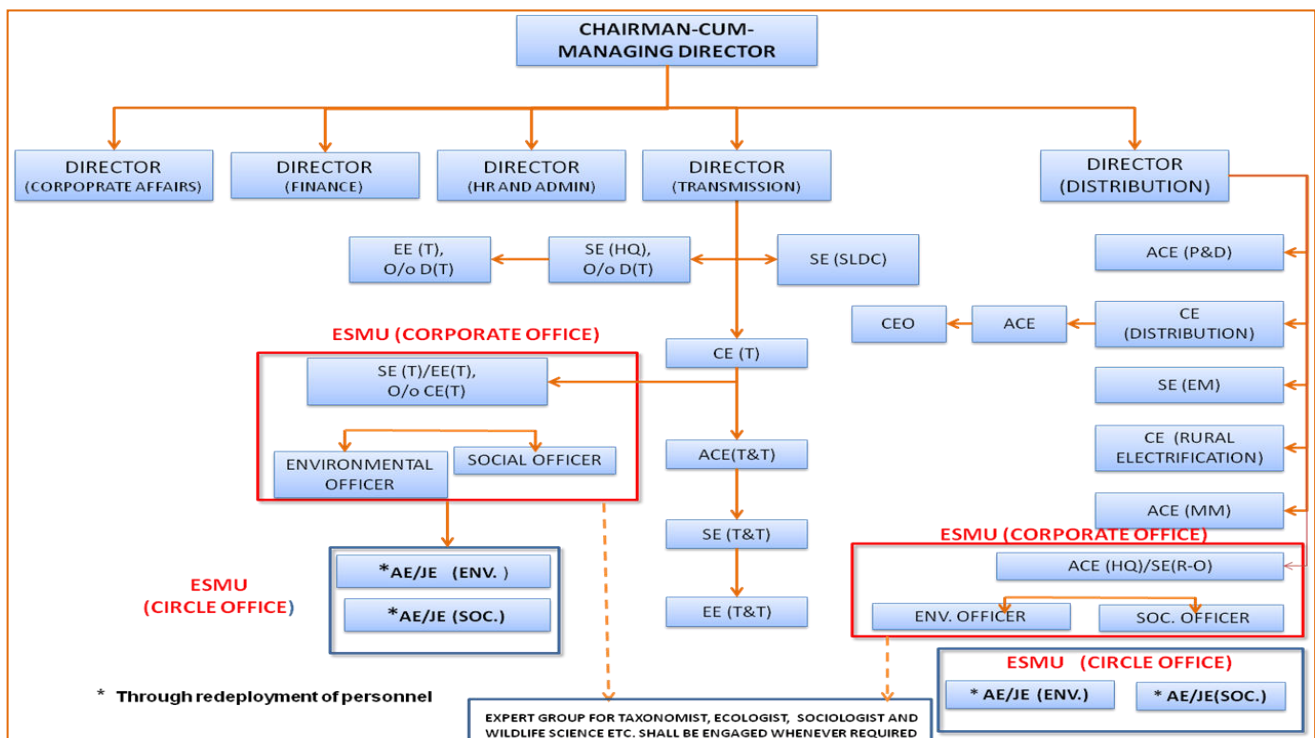 CHAIRMAN-CUM-
MANAGING DIRECTOR
DIRECTOR
(CORPOPRATE AFFAIRS)
DIRECTOR
(FINANCE)
DIRECTOR
(HR AND ADMIN)
DIRECTOR
(TRANSMISSION)
DIRECTOR
(DISTRIBUTION)
EE (T),
O/o D(T)
SE (HQ),
O/o D(T)
SE (SLDC)
ACE (P&D)
CEO
ACE
CE
(DISTRIBUTION)
ESMU (CORPORATE OFFICE)
CE (T)
SE (T)/EE(T),
O/o CE(T)
SE (EM)
ENVIRONMENTAL
OFFICER
SOCIAL OFFICER
ACE(T&T)
CE (RURAL
ELECTRIFICATION)
ACE (MM)
SE (T&T)
ESMU (CORPORATE OFFICE)
ACE (HQ)/SE(R-O)
ESMU
(CIRCLE OFFICE)
*AE/JE (ENV. )
*AE/JE (SOC.)
EE (T&T)
ENV. OFFICER
SOC. OFFICER
ESMU (CIRCLE OFFICE)
* AE/JE (ENV.)
* AE/JE(SOC.)
* Through redeployment of personnel
EXPERT GROUP FOR TAXONOMIST, ECOLOGIST, SOCIOLOGIST AND
WILDLIFE SCIENCE ETC. SHALL BE ENGAGED WHENEVER REQUIRED